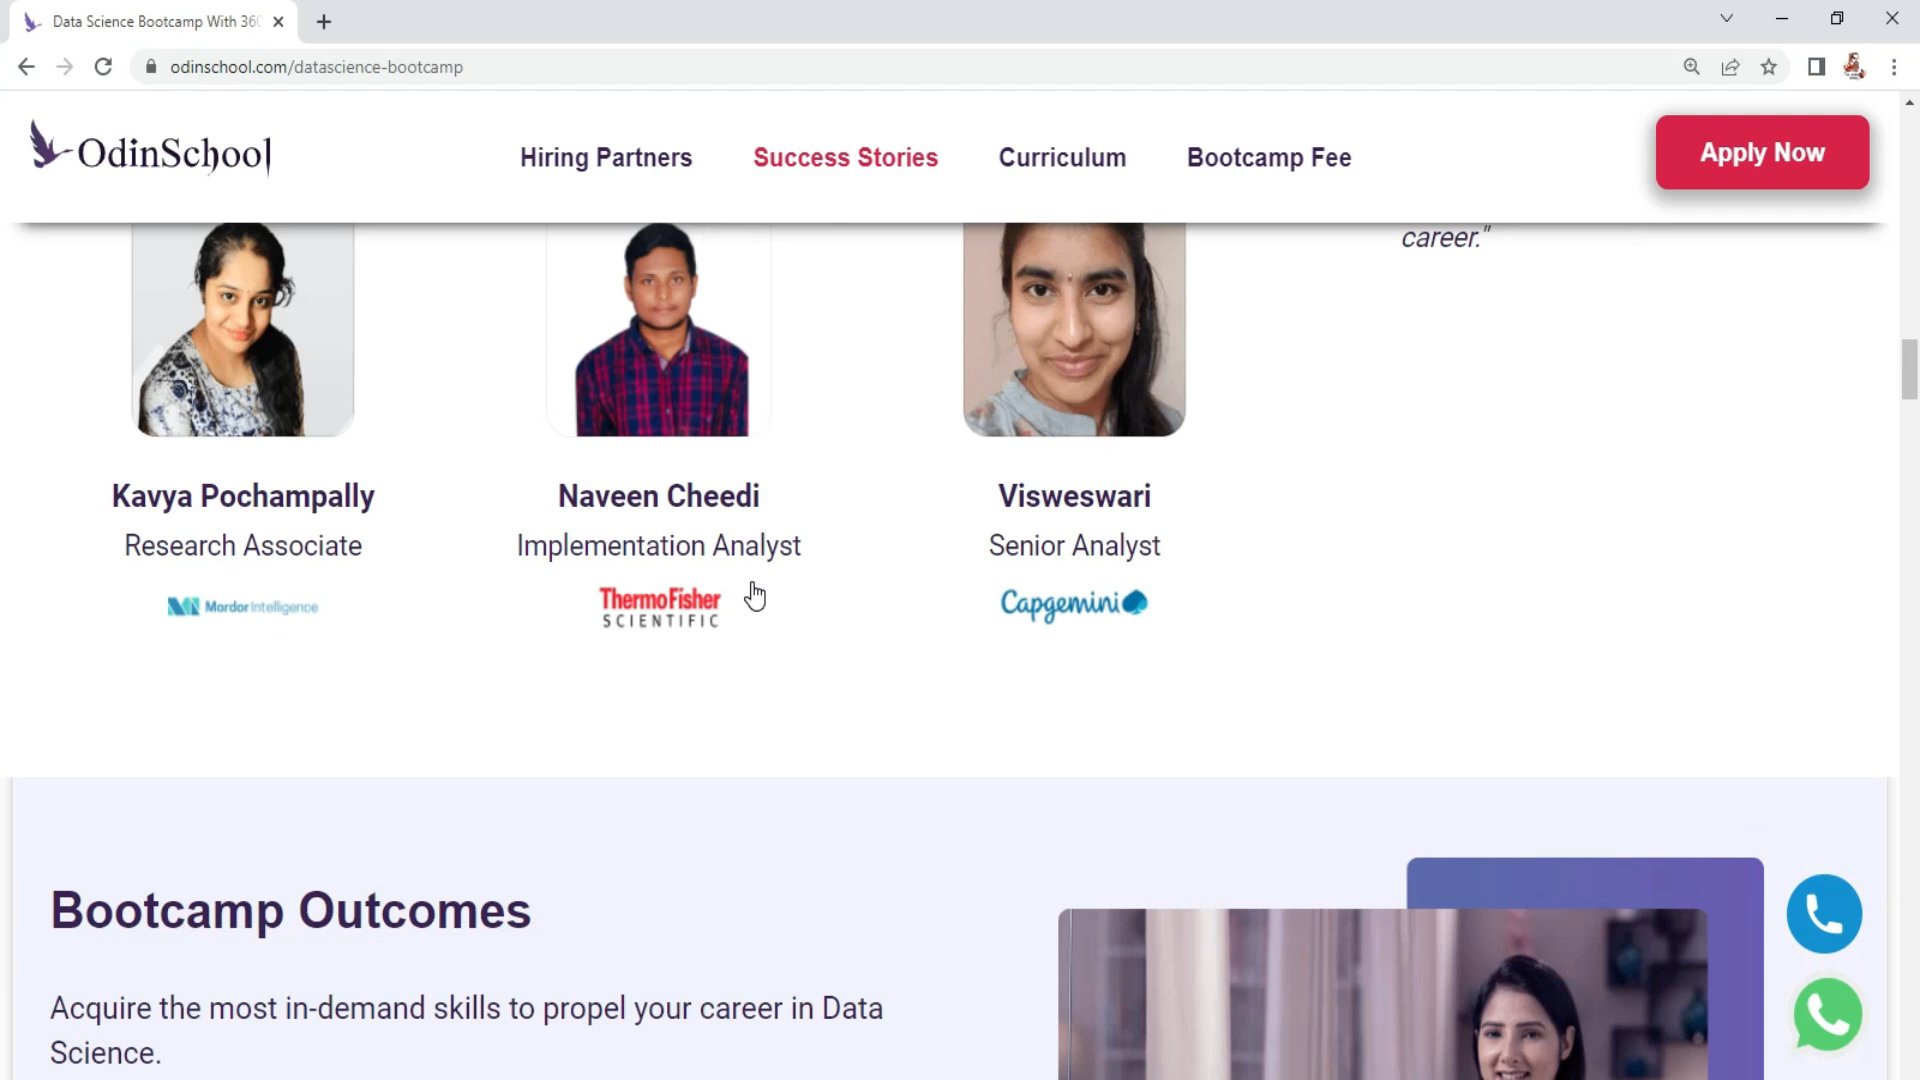 Data Science Bootcamp With 360
odinschool.com/datascience-bootcamp
OdinSchool
Hiring Partners
Success Stories
Curriculum
Bootcamp Fee
Apply Now
career."
Kavya Pochampally
Naveen Cheedi
Visweswari
Research Associate
Implementation Analyst
Senior Analyst
Mordor Intelligence
ThermoFisher
SCIENTIFIC
Capgemini
Bootcamp Outcomes
Acquire the most in-demand skills to propel your career in Data
Science.